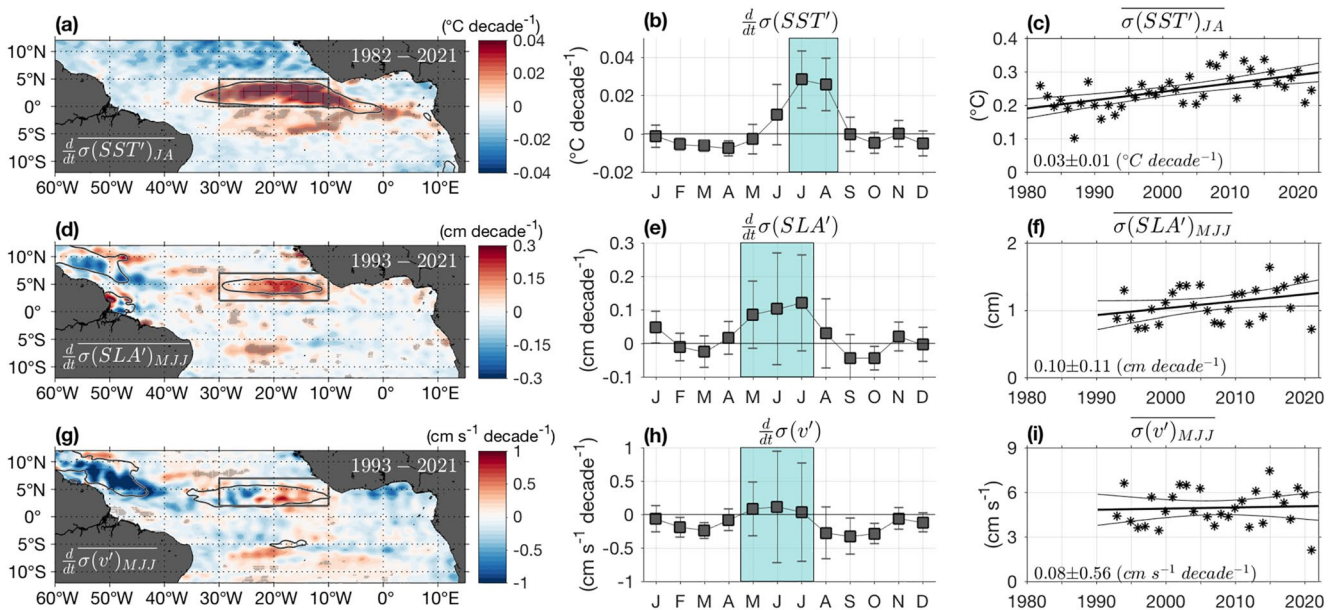 (a)
(°C decade⁻¹)
12°N
5°N
0°
5°S
10°S
1982 − 2021
d/dt σ(SST′)_JA
0.04
0.02
0
-0.02
-0.04
60°W 50°W 40°W 30°W 20°W 10°W 0° 10°E
(b)
d/dt σ(SST′)
(°C decade⁻¹)
0.04
0.02
0
-0.02
J F M A M J J A S O N D
(c)
σ(SST′)_JA
(°C)
0.4
0.3
0.2
0.1
0
0.03±0.01 (°C decade⁻¹)
1980 1990 2000 2010 2020
(d)
(cm decade⁻¹)
10°N
5°N
0°
5°S
10°S
1993 − 2021
d/dt σ(SLA′)_MJJ
0.3
0.15
0
-0.15
-0.3
60°W 50°W 40°W 30°W 20°W 10°W 0° 10°E
(e)
d/dt σ(SLA′)
(cm decade⁻¹)
0.3
0.2
0.1
0
-0.1
J F M A M J J A S O N D
(f)
σ(SLA′)_MJJ
(cm)
2
1
0
0.10±0.11 (cm decade⁻¹)
1980 1990 2000 2010 2020
(g)
(cm s⁻¹ decade⁻¹)
10°N
5°N
0°
5°S
10°S
1993 − 2021
d/dt σ(v′)_MJJ
1
0.5
0
-0.5
-1
60°W 50°W 40°W 30°W 20°W 10°W 0° 10°E
(h)
d/dt σ(v′)
(cm s⁻¹ decade⁻¹)
1
0.5
0
-0.5
-1
J F M A M J J A S O N D
(i)
σ(v′)_MJJ
(cm s⁻¹)
9
6
3
0
0.08±0.56 (cm s⁻¹ decade⁻¹)
1980 1990 2000 2010 2020